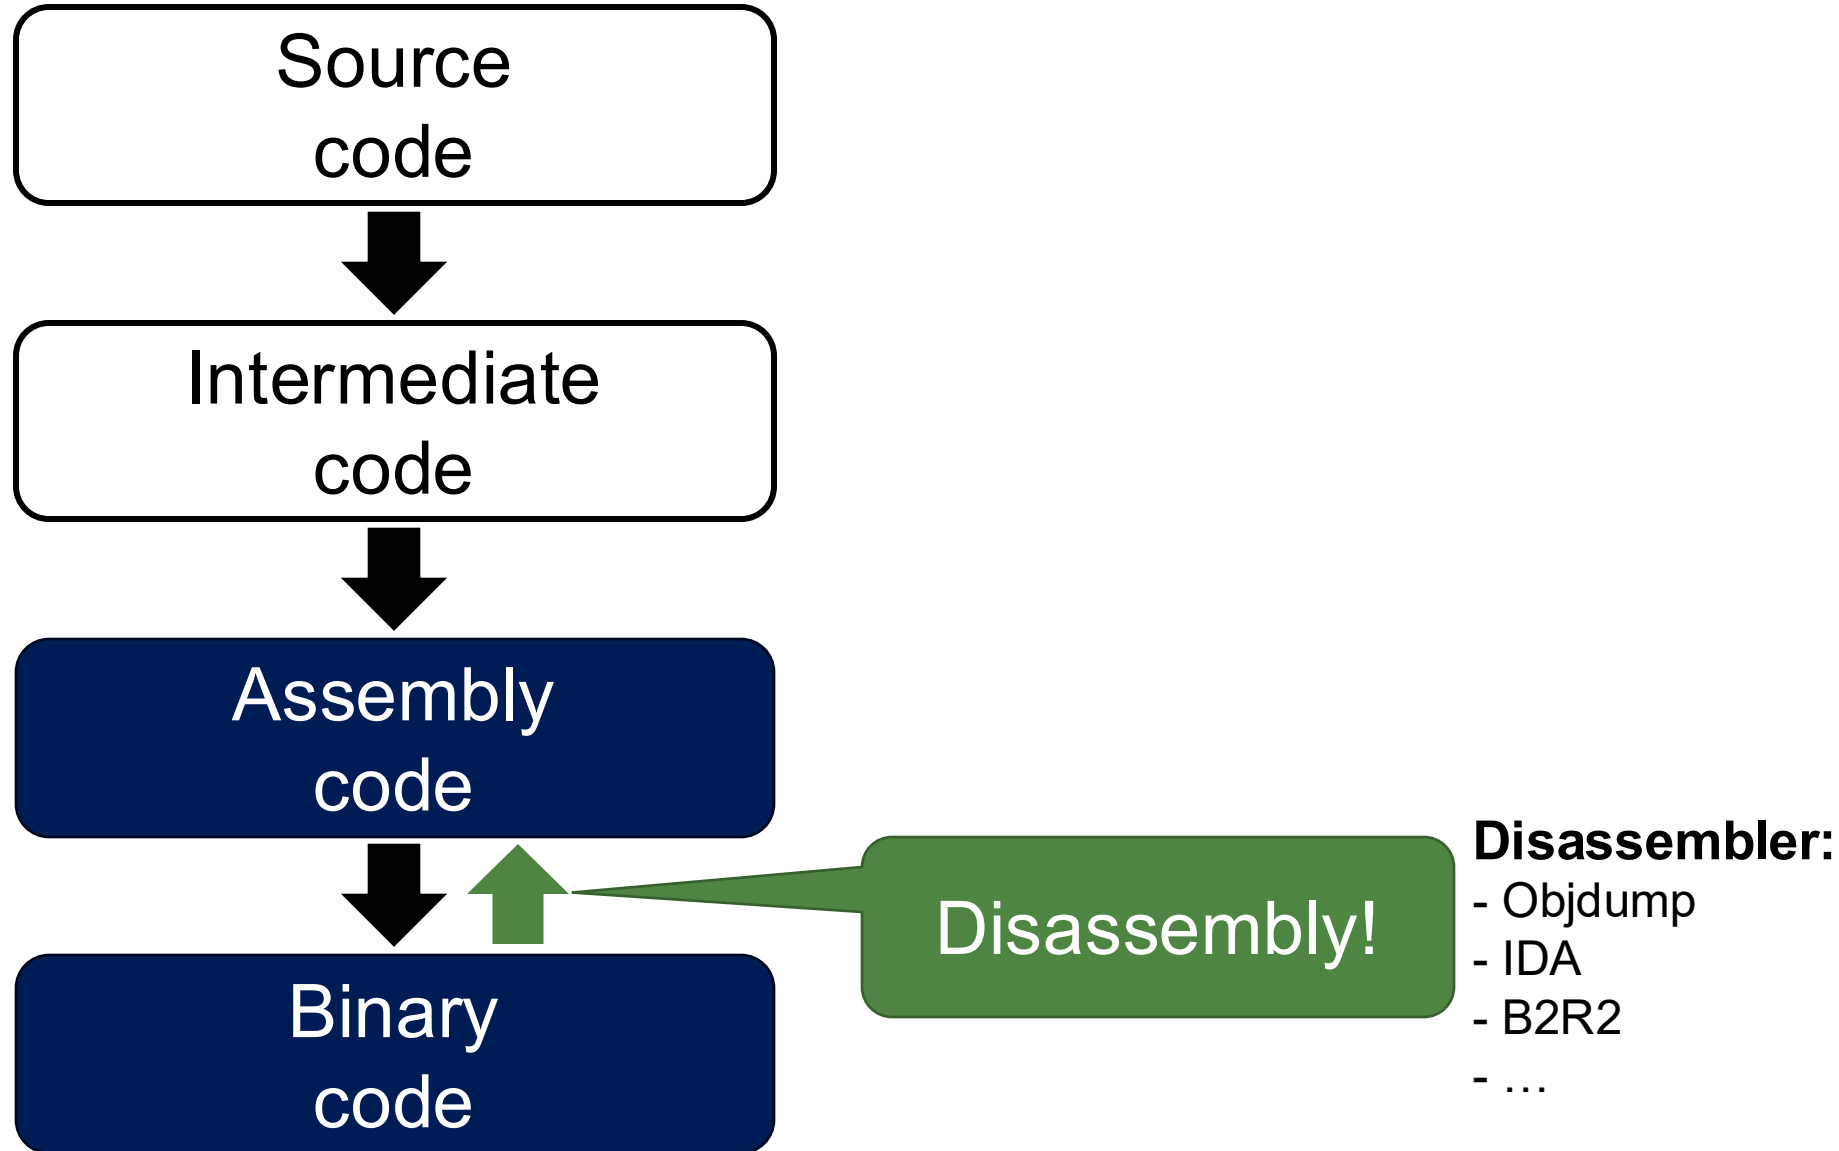 Source
code
Intermediate
code
Assembly
code
Disassembly!
Disassembler:
- Objdump
- IDA
- B2R2
- …
Binary
code